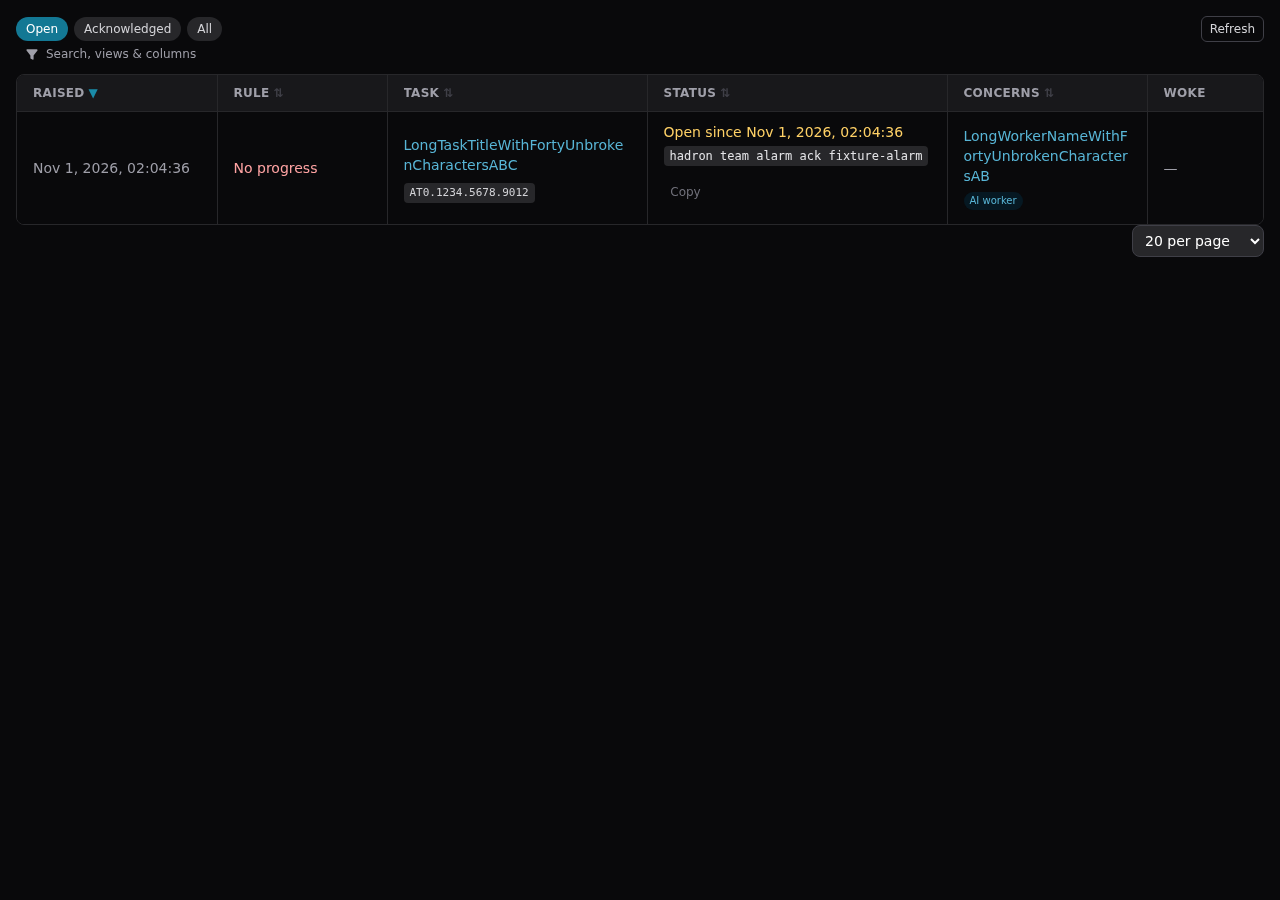 Open Acknowledged All Refresh
Search, views & columns
RAISED ▼ RULE ⇅ TASK ⇅ STATUS ⇅ CONCERNS ⇅ WOKE
Nov 1, 2026, 02:04:36
No progress
LongTaskTitleWithFortyUnbroke
nCharactersABC
AT0.1234.5678.9012
Open since Nov 1, 2026, 02:04:36
hadron team alarm ack fixture-alarm
Copy
LongWorkerNameWithF
ortyUnbrokenCharacter
sAB
AI worker
—
20 per page